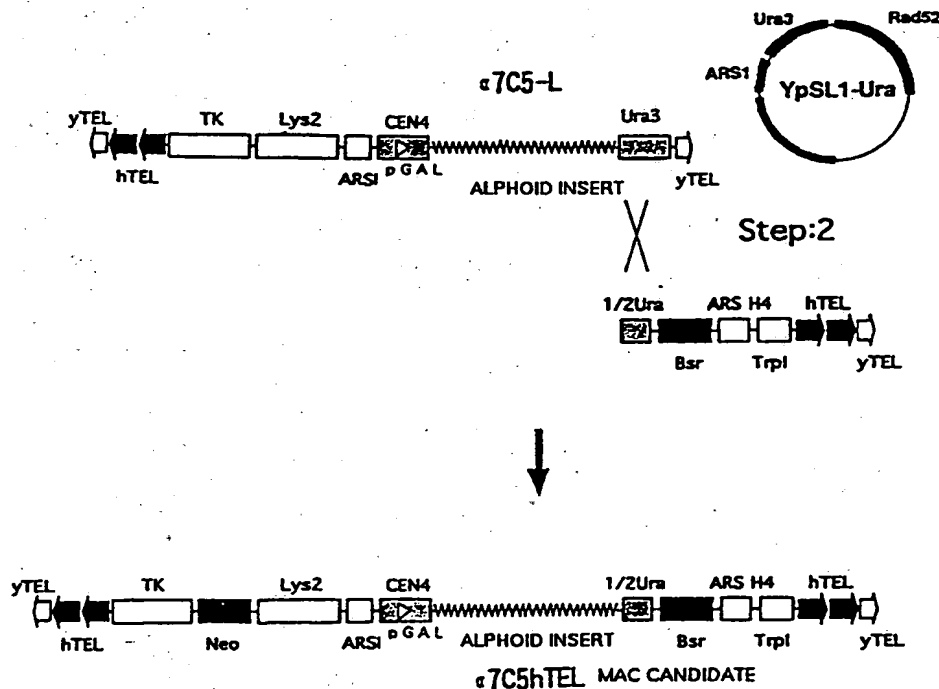 Ura3 Rad52
ARS1
YpSL1-Ura
α7C5-L
yTEL TK Lys2 CEN4 Ura3
hTEL ARSI pGAL yTEL
ALPHOID INSERT
Step:2
1/2Ura ARS H4 hTEL
Bsr TrpI yTEL
yTEL TK Lys2 CEN4 1/2Ura ARS H4 hTEL
hTEL Neo ARSI pGAL ALPHOID INSERT Bsr TrpI yTEL
α7C5hTEL MAC CANDIDATE